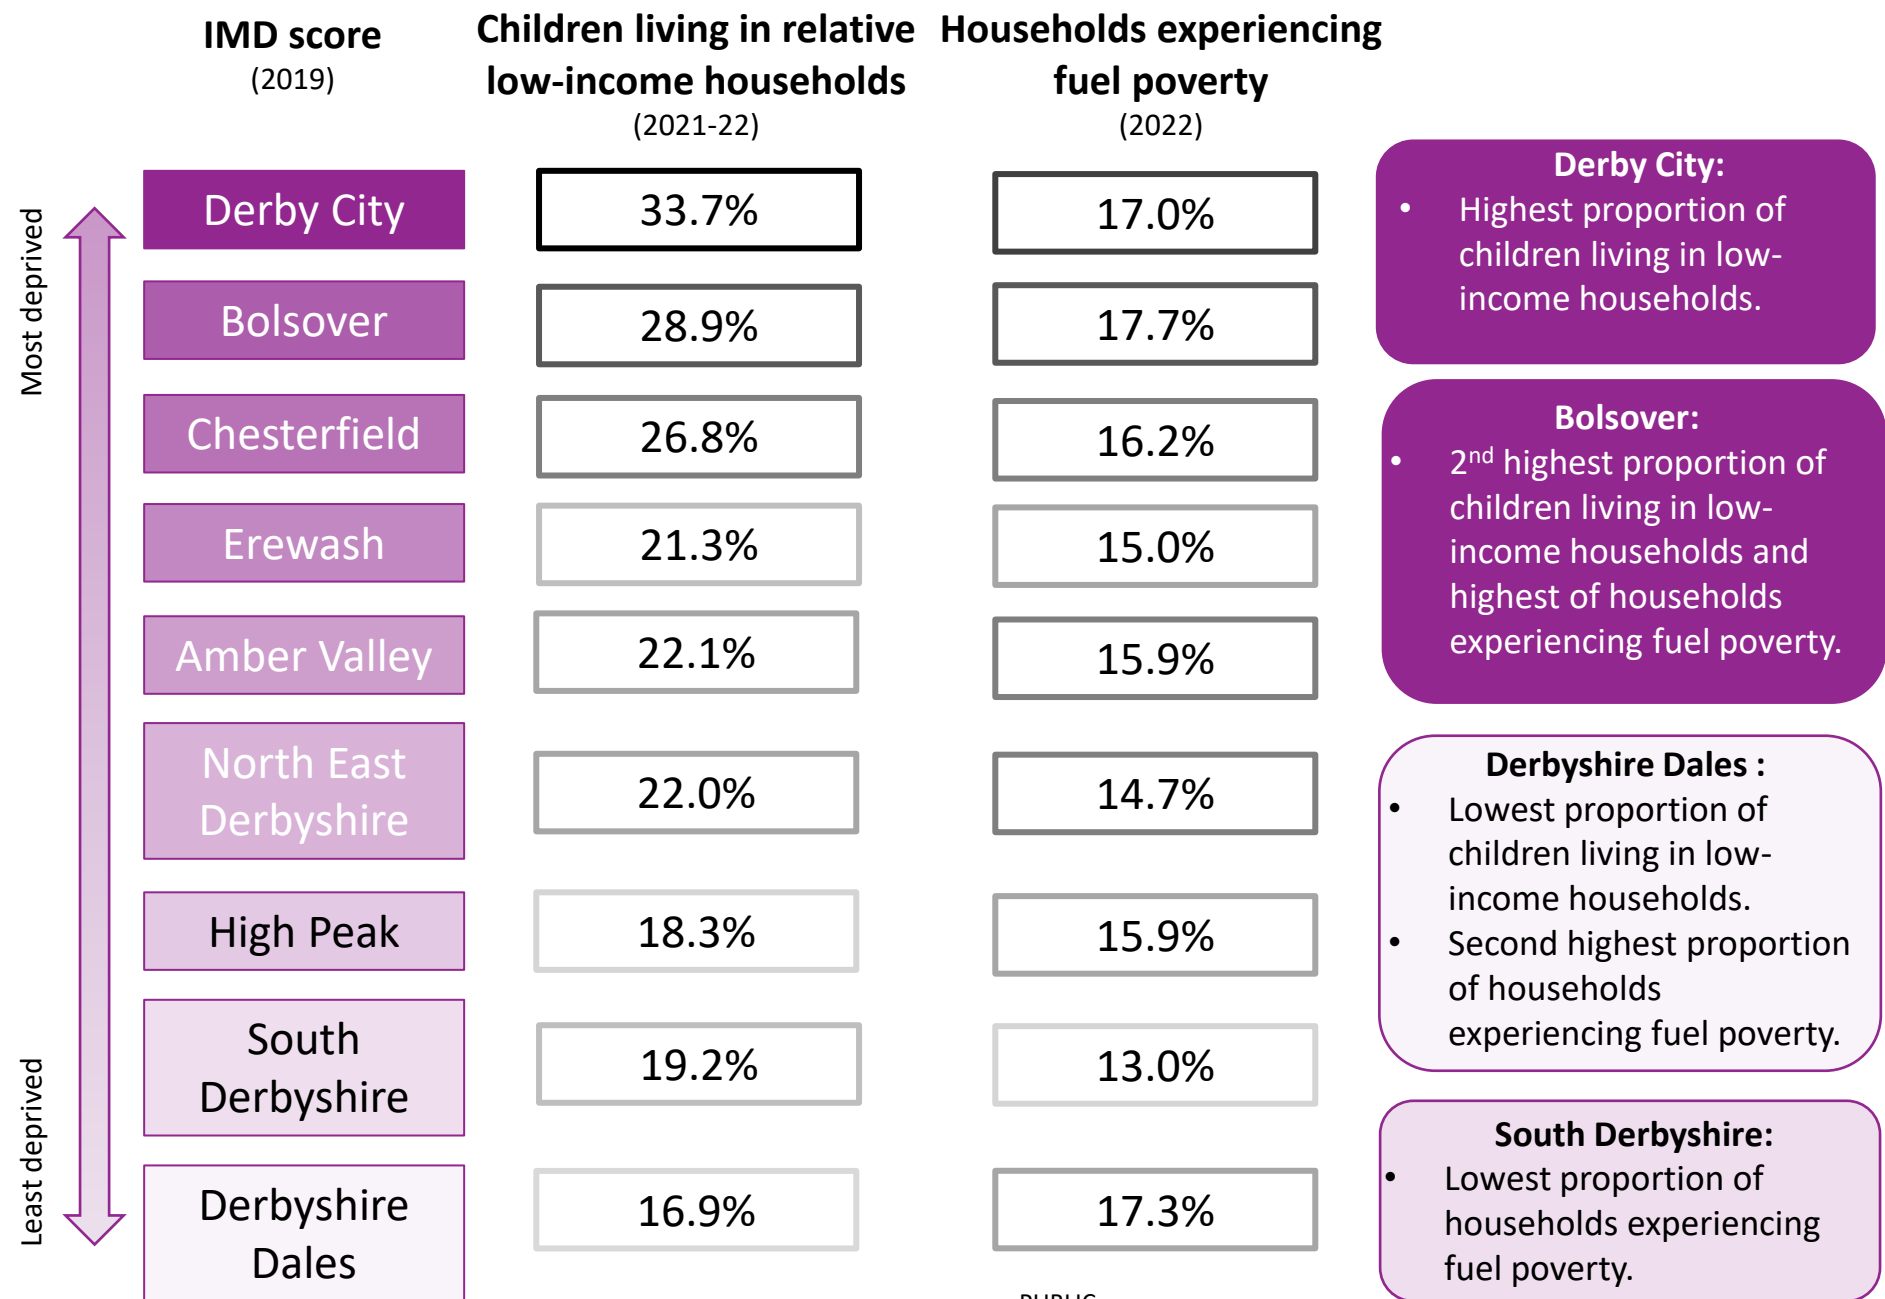 IMD score
(2019)
Children living in relative
low-income households
(2021-22)
Households experiencing
fuel poverty
(2022)
Most deprived
Least deprived
Derby City
33.7%
17.0%
Bolsover
28.9%
17.7%
Chesterfield
26.8%
16.2%
Erewash
21.3%
15.0%
Amber Valley
22.1%
15.9%
North East
Derbyshire
22.0%
14.7%
High Peak
18.3%
15.9%
South
Derbyshire
19.2%
13.0%
Derbyshire
Dales
16.9%
17.3%
Derby City:
• Highest proportion of
children living in low-
income households.
Bolsover:
• 2nd highest proportion of
children living in low-
income households and
highest of households
experiencing fuel poverty.
Derbyshire Dales :
• Lowest proportion of
children living in low-
income households.
• Second highest proportion
of households
experiencing fuel poverty.
South Derbyshire:
• Lowest proportion of
households experiencing
fuel poverty.
PUBLIC